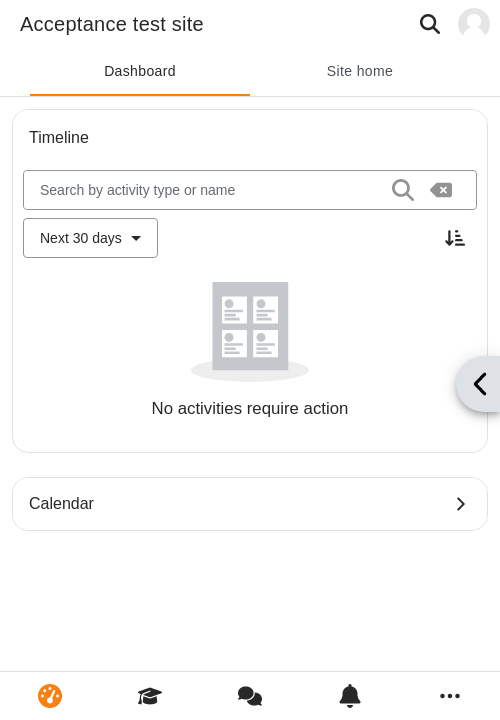 Acceptance test site
Dashboard
Site home
Timeline
Search by activity type or name
Next 30 days
No activities require action
Calendar